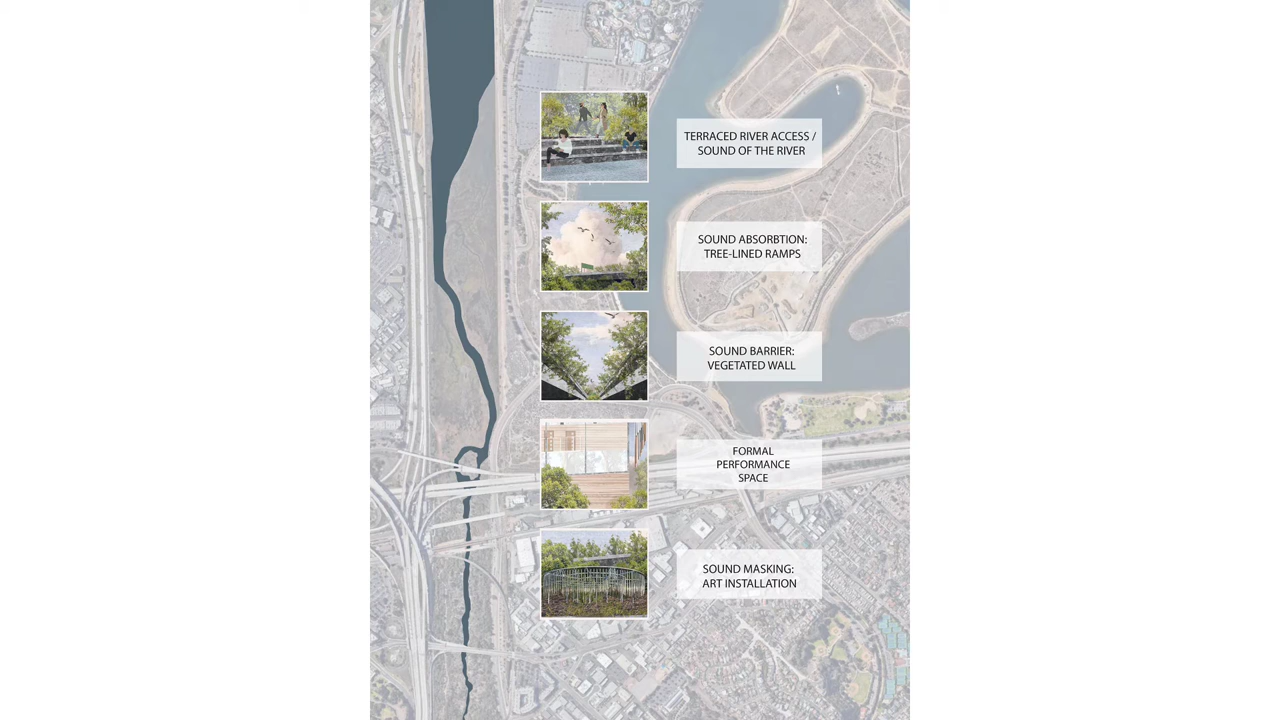 TERRACED RIVER ACCESS /
SOUND OF THE RIVER
SOUND ABSORBTION:
TREE-LINED RAMPS
SOUND BARRIER:
VEGETATED WALL
FORMAL
PERFORMANCE
SPACE
SOUND MASKING:
ART INSTALLATION